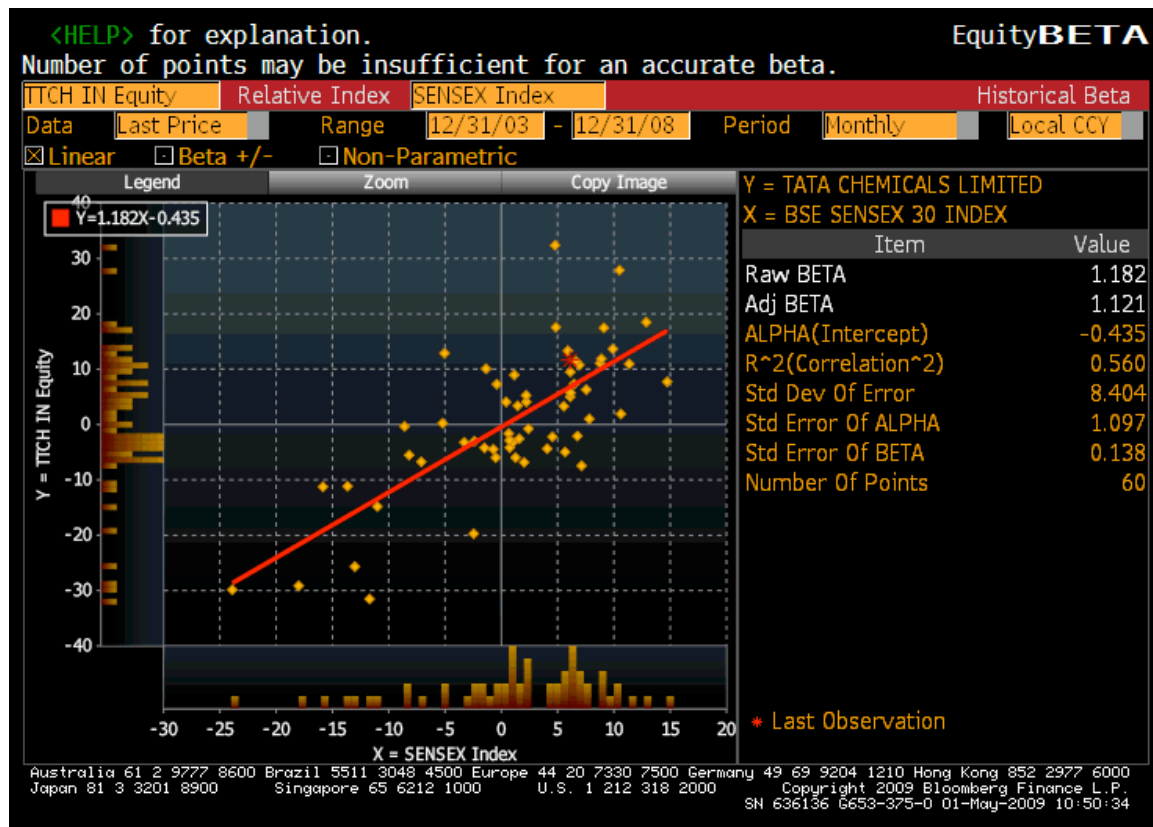 <HELP> for explanation. EquityBETA
Number of points may be insufficient for an accurate beta.
TTCH IN Equity Relative Index SENSEX Index Historical Beta
Data Last Price Range 12/31/03 - 12/31/08 Period Monthly Local CCY
Linear Beta +/- Non-Parametric
Legend Zoom Copy Image
Y=1.182X-0.435
40
30
20
10
0
-10
-20
-30
-40
Y = TTCH IN Equity
-30 -25 -20 -15 -10 -5 0 5 10 15 20
X = SENSEX Index
Y = TATA CHEMICALS LIMITED
X = BSE SENSEX 30 INDEX
Item Value
Raw BETA 1.182
Adj BETA 1.121
ALPHA(Intercept) -0.435
R^2(Correlation^2) 0.560
Std Dev Of Error 8.404
Std Error Of ALPHA 1.097
Std Error Of BETA 0.138
Number Of Points 60
* Last Observation
Australia 61 2 9777 8600 Brazil 5511 3048 4500 Europe 44 20 7330 7500 Germany 49 69 9204 1210 Hong Kong 852 2977 6000
Japan 81 3 3201 8900 Singapore 65 6212 1000 U.S. 1 212 318 2000 Copyright 2009 Bloomberg Finance L.P.
SN 636136 G653-375-0 01-May-2009 10:50:34